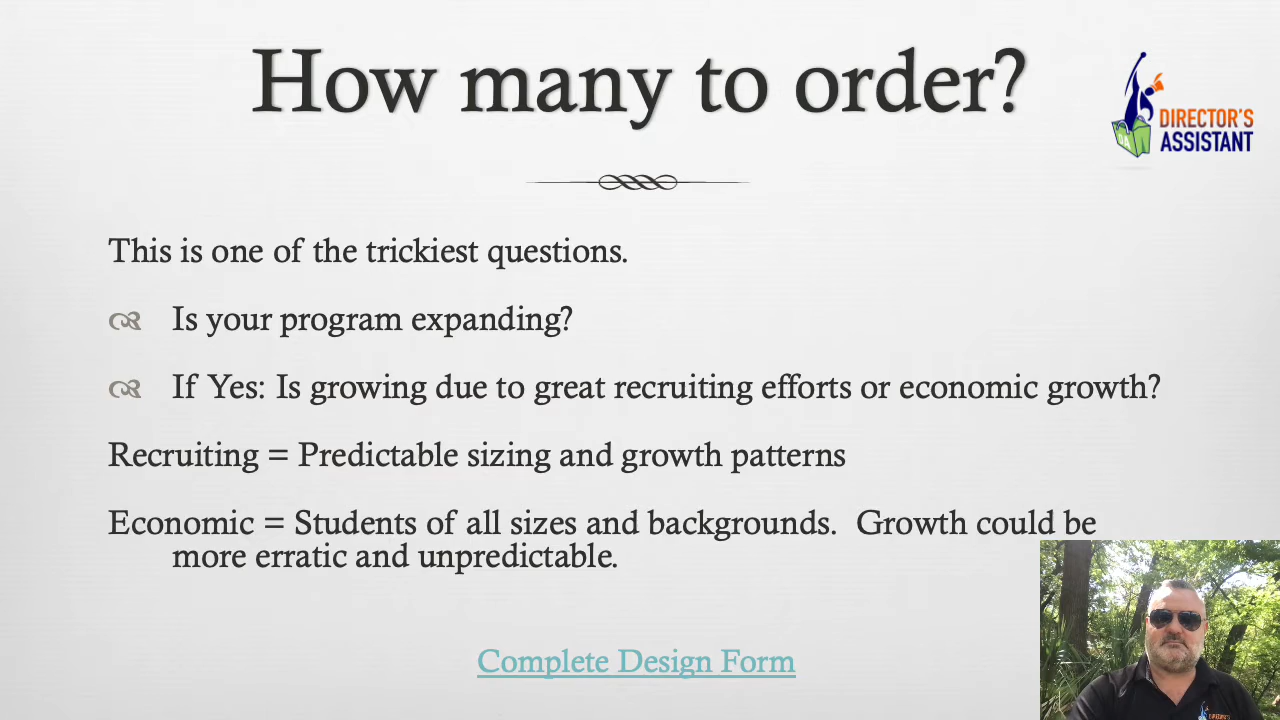 How many to order?
DIRECTOR'S
ASSISTANT
DA
This is one of the trickiest questions.
Is your program expanding?
If Yes: Is growing due to great recruiting efforts or economic growth?
Recruiting = Predictable sizing and growth patterns
Economic = Students of all sizes and backgrounds. Growth could be
more erratic and unpredictable.
Complete Design Form